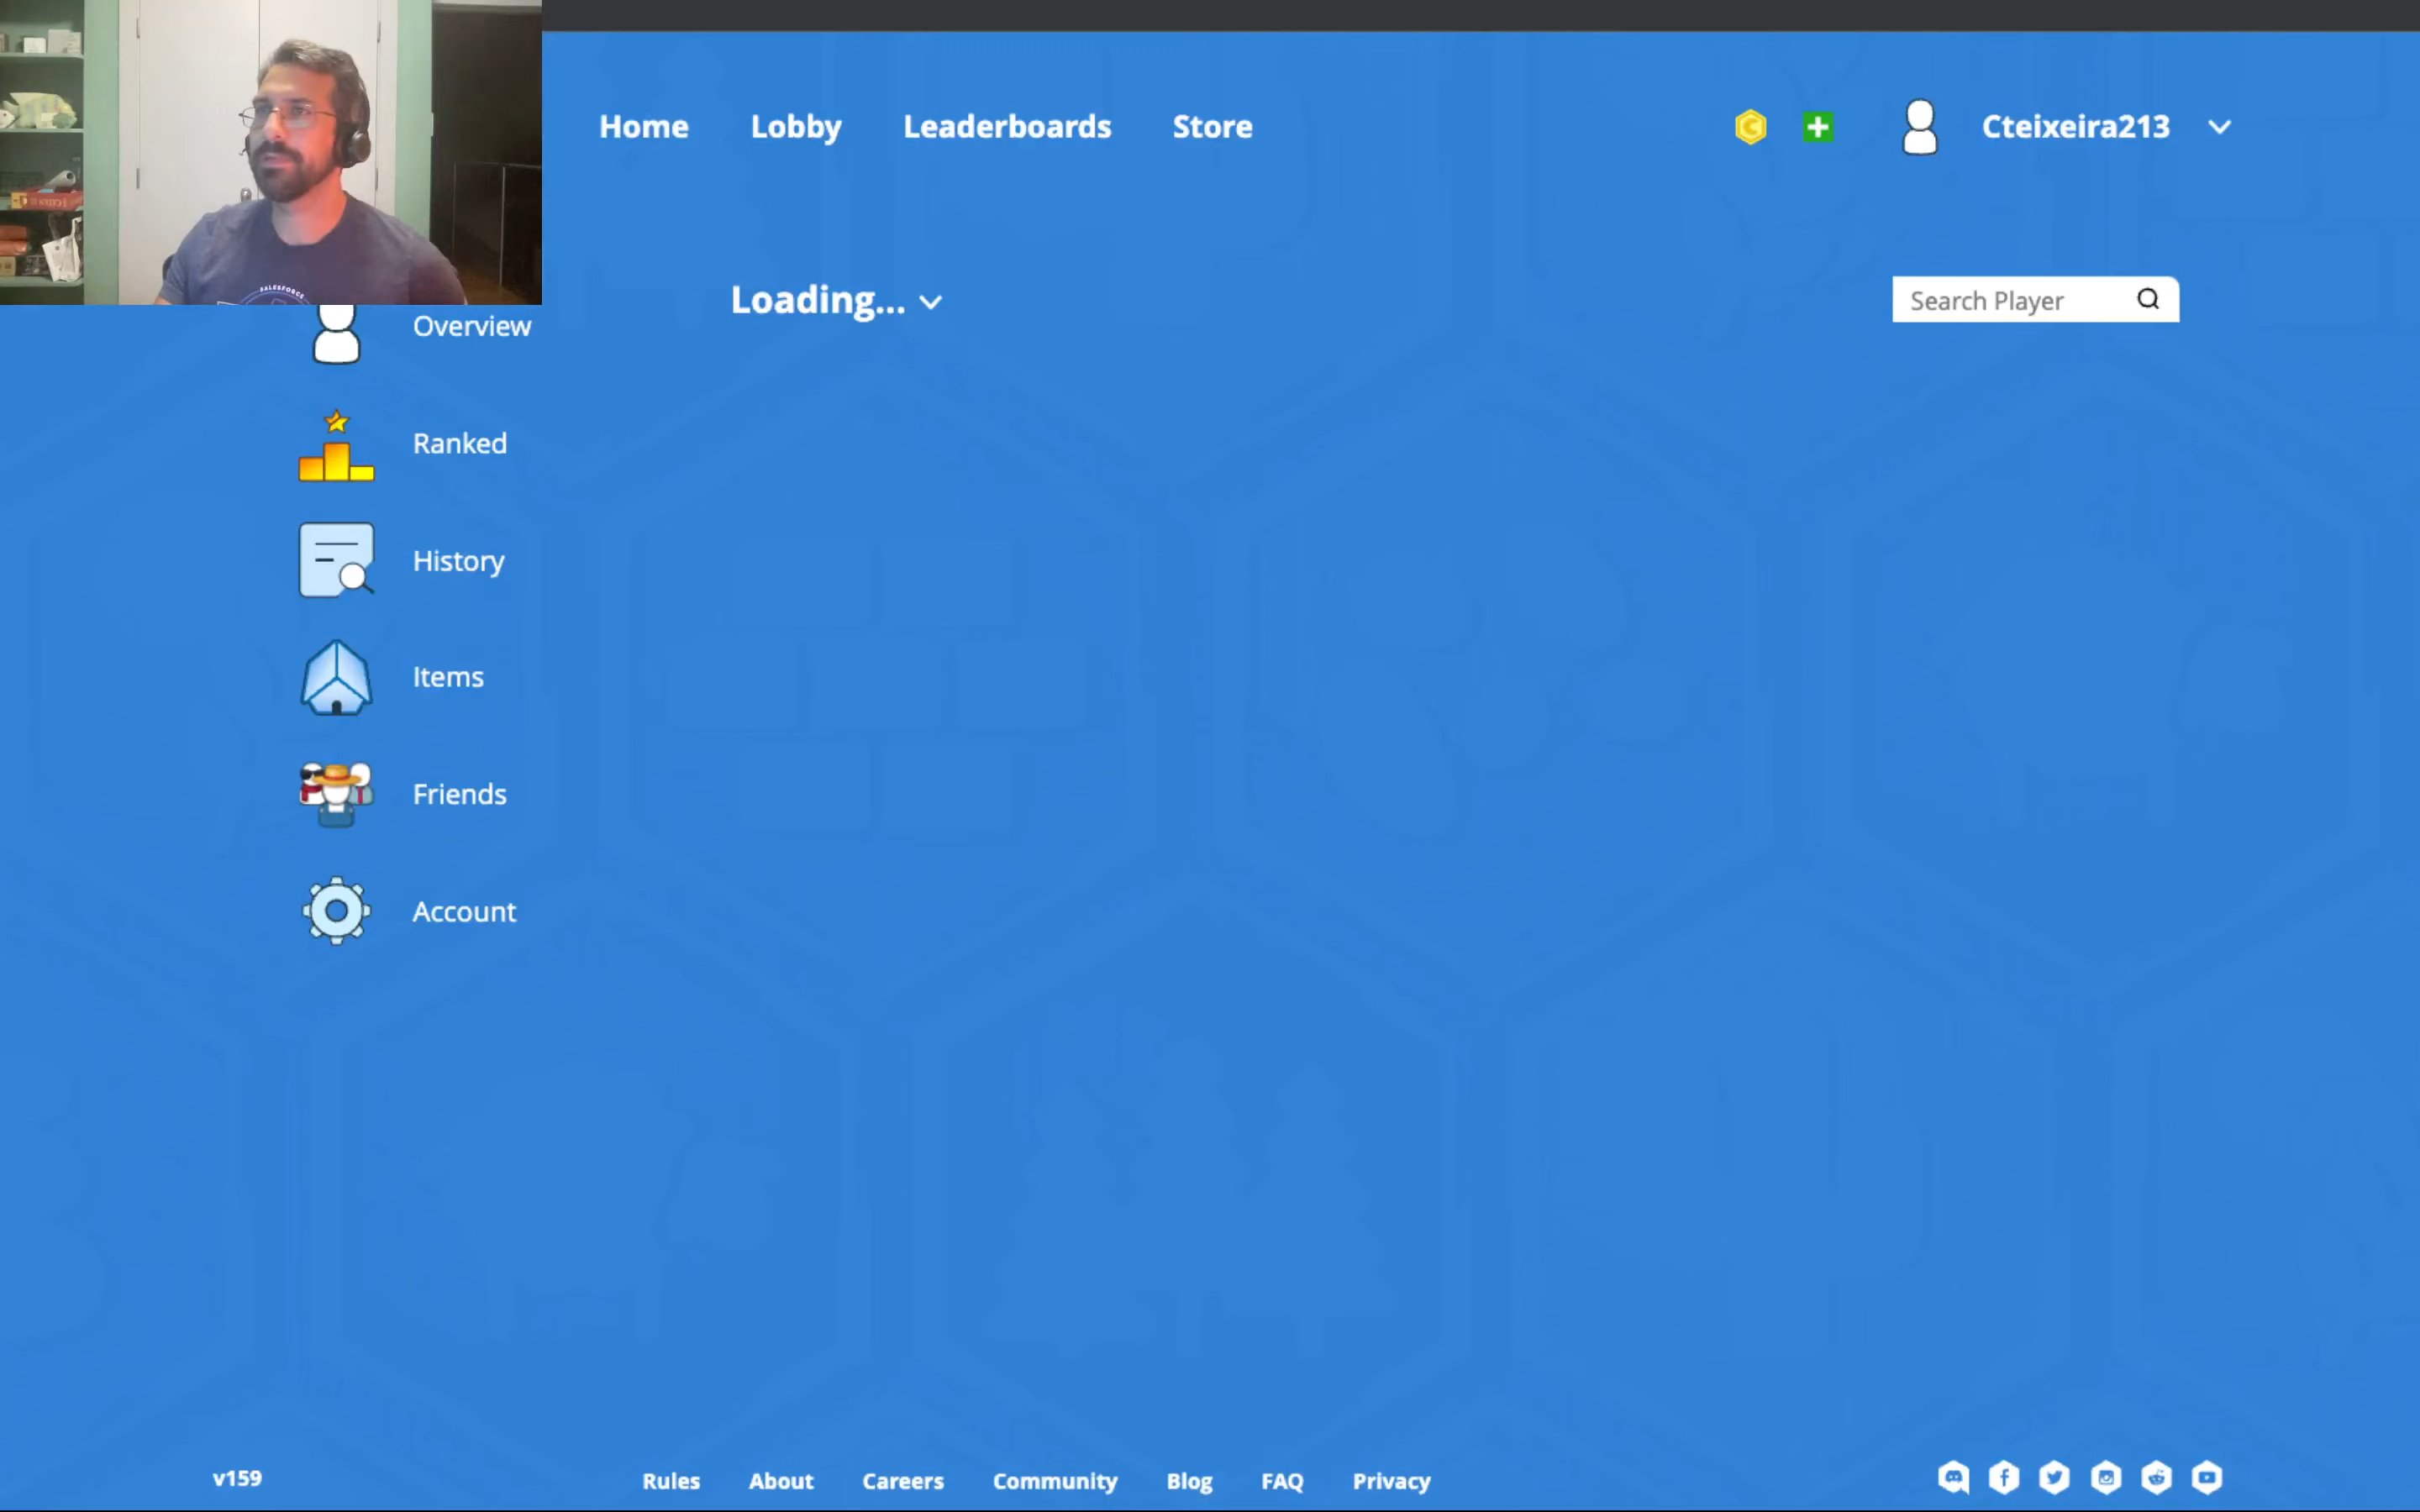 Home Lobby Leaderboards Store
Cteixeira213
SALESFORCE
Loading...
Search Player
Overview
Ranked
History
Items
Friends
Account
v159
Rules About Careers Community Blog FAQ Privacy